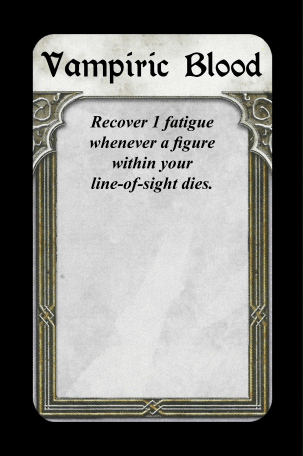 Vampiric Blood
Recover 1 fatigue
whenever a figure
within your
line-of-sight dies.